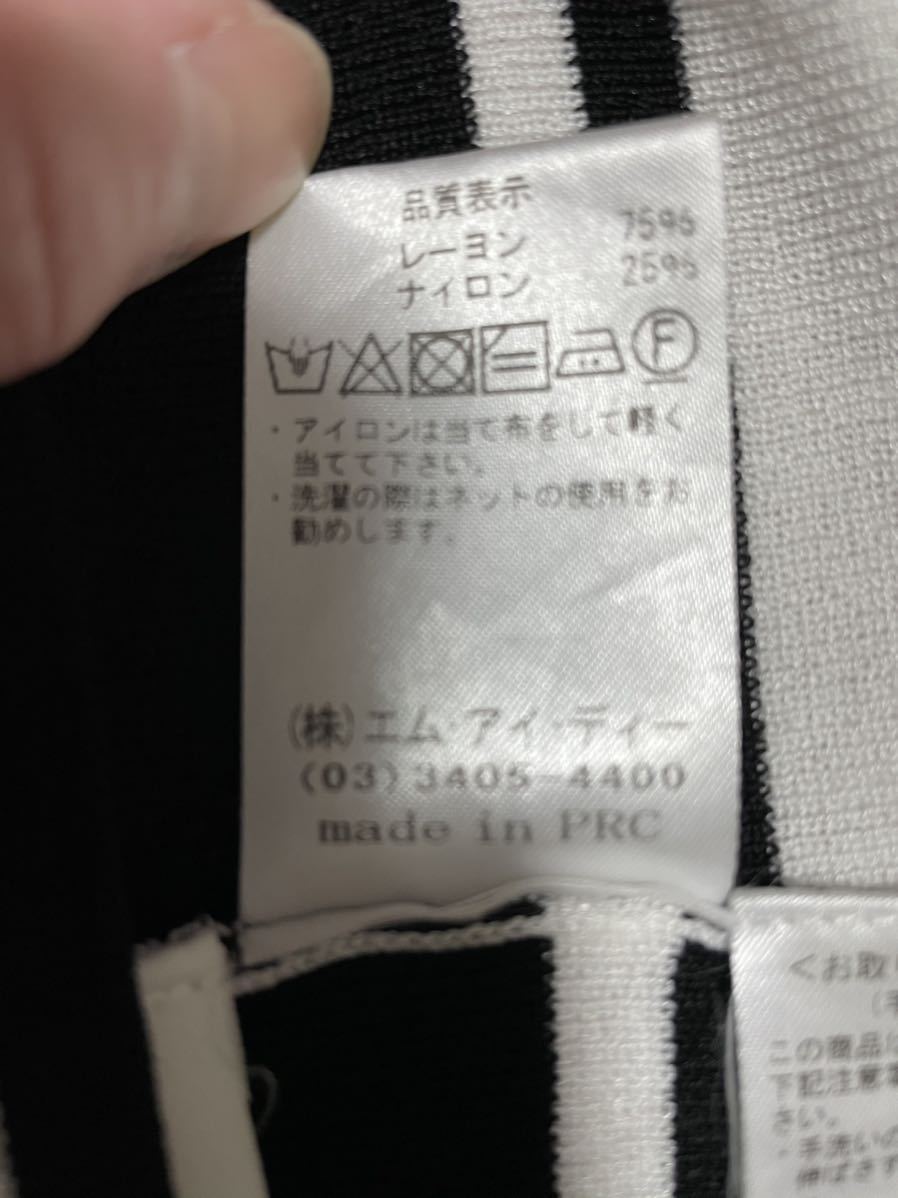 品質表示
レーヨン 75%
ナイロン 25%
F
・アイロンは当て布をして軽く
当てて下さい。
・洗濯の際はネットの使用をお
勧めします。
(株)エム・アイ・ディー
(03)3405-4400
made in PRC
<お取
この商品は
下記注意
さい。
・手洗いの
伸ばさず